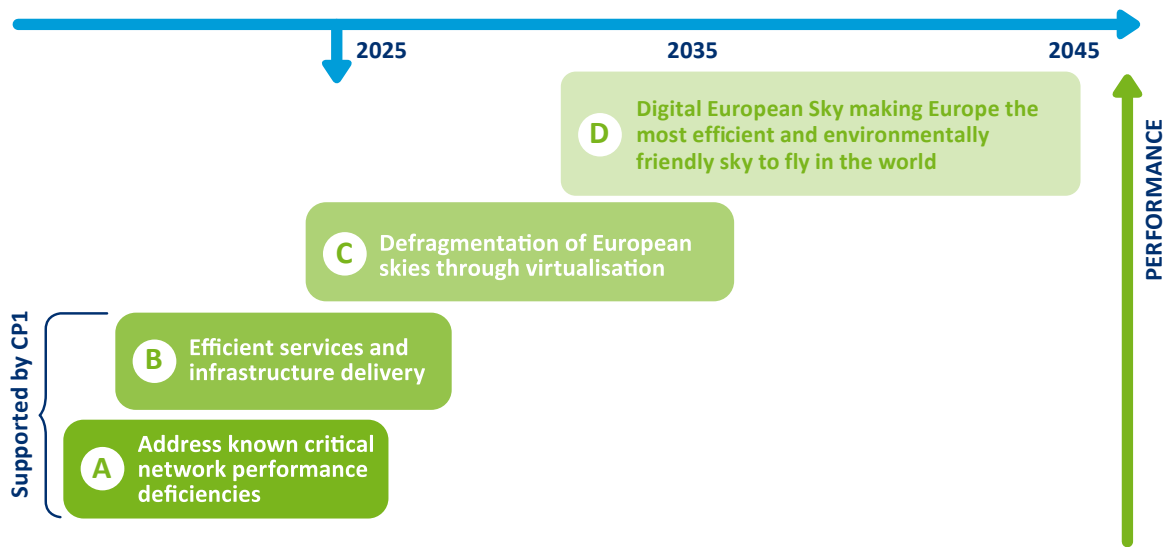 2025
2035
2045
D
Digital European Sky making Europe the
most efficient and environmentally
friendly sky to fly in the world
PERFORMANCE
C
Defragmentation of European
skies through virtualisation
Supported by CP1
B
Efficient services and
infrastructure delivery
A
Address known critical
network performance
deficiencies